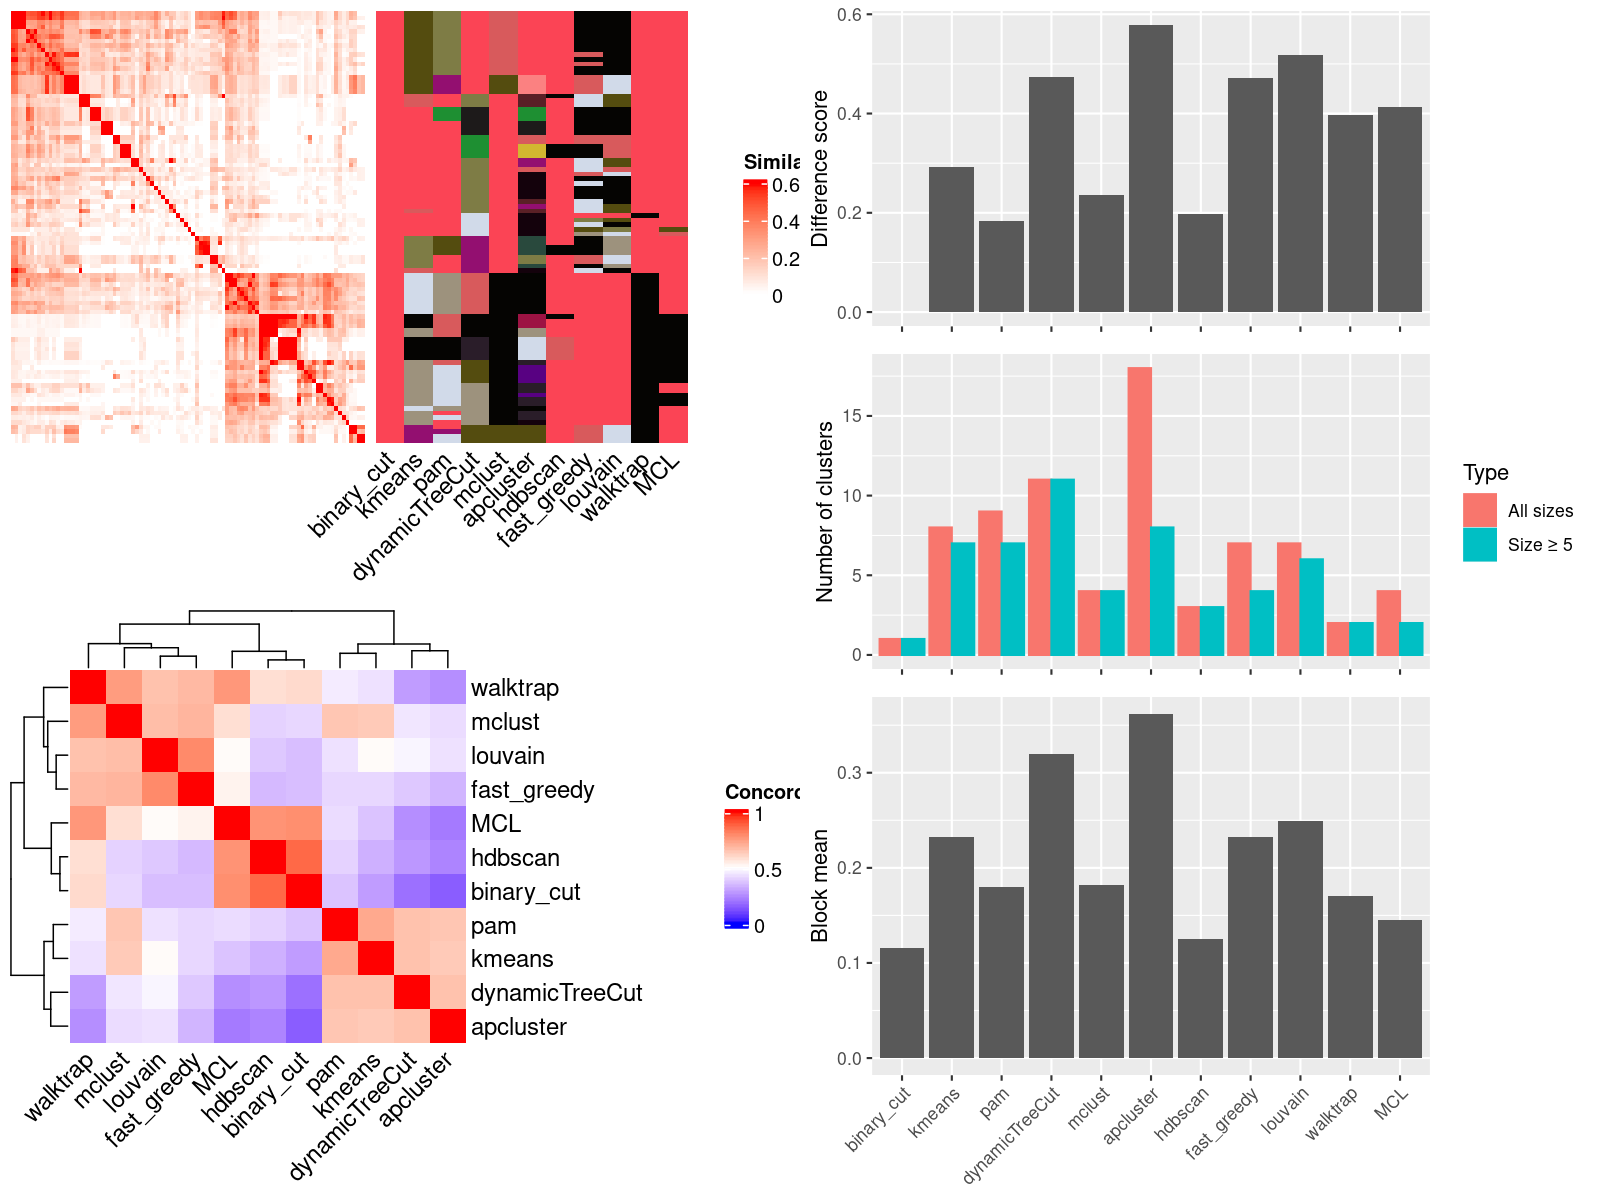 Simila
0.6
0.4
0.2
0
binary_cut
kmeans
pam
dynamicTreeCut
mclust
apcluster
hdbscan
fast_greedy
louvain
walktrap
MCL
walktrap
mclust
louvain
fast_greedy
MCL
hdbscan
binary_cut
pam
kmeans
dynamicTreeCut
apcluster
walktrap
mclust
louvain
fast_greedy
MCL
hdbscan
binary_cut
pam
kmeans
dynamicTreeCut
apcluster
Concord
1
0.5
0
Difference score
0.6
0.4
0.2
0.0
Number of clusters
15
10
5
0
Type
All sizes
Size ≥ 5
Block mean
0.3
0.2
0.1
0.0
binary_cut
kmeans
pam
dynamicTreeCut
mclust
apcluster
hdbscan
fast_greedy
louvain
walktrap
MCL